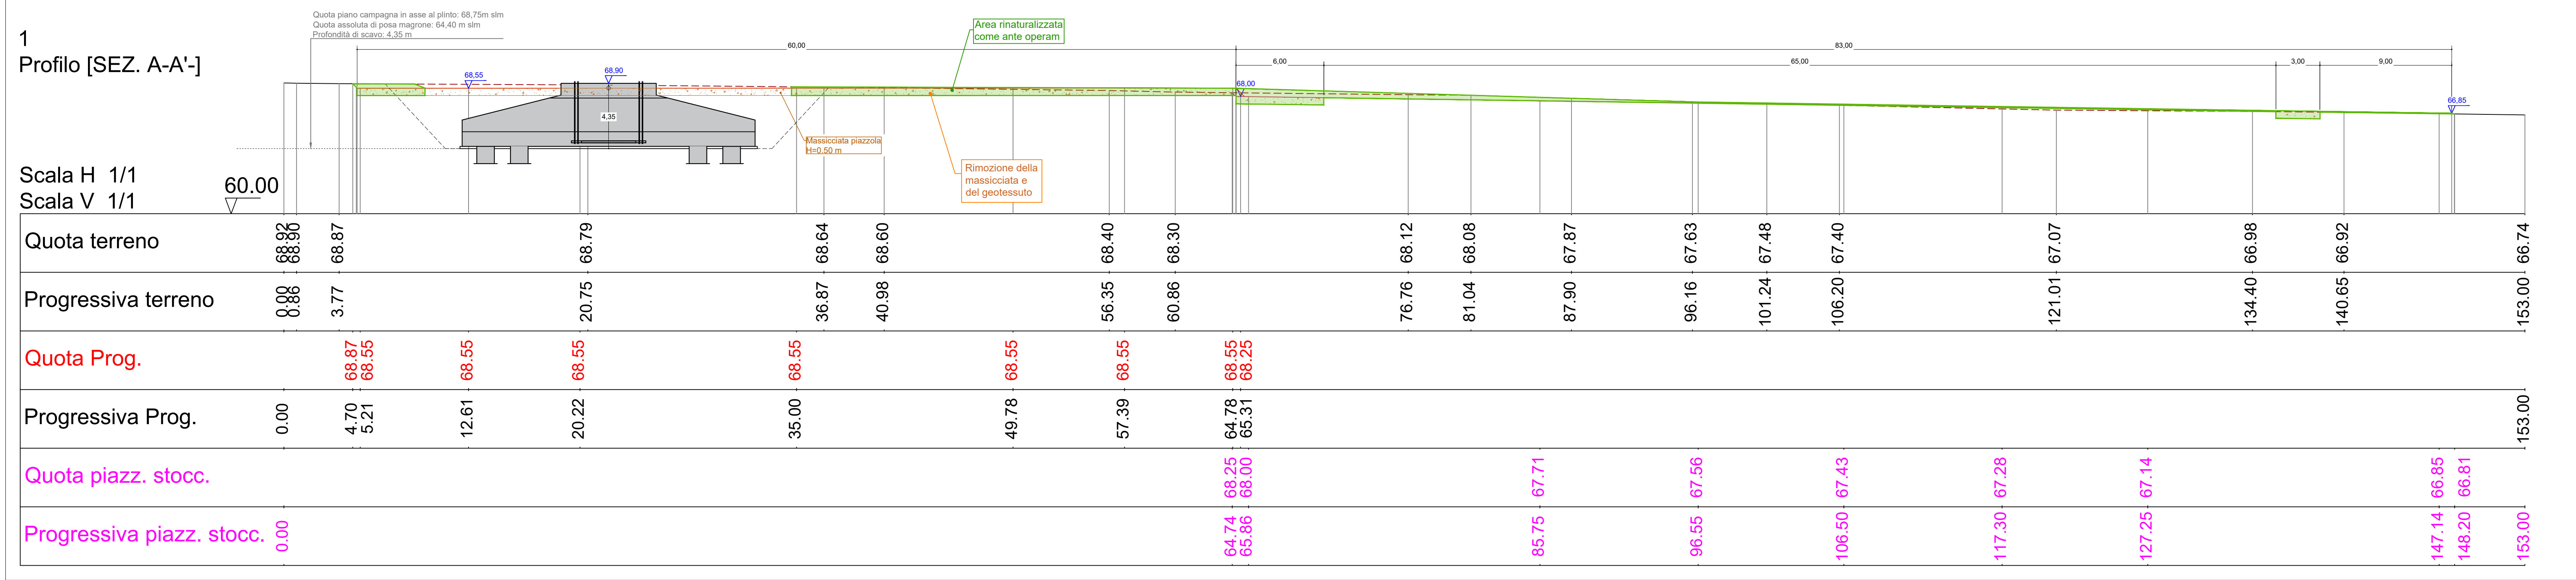 Quota piano campagna in asse al plinto: 68,75m slm
Quota assoluta di posa magrone: 64,40 m slm
Profondità di scavo: 4,35 m
1
Profilo [SEZ. A-A'-]
Area rinaturalizzata
come ante operam
60,00
83,00
6,00
65,00
3,00
9,00
68,55
68,90
68,00
66,85
4,35
Massicciata piazzola
H=0.50 m
Rimozione della
massicciata e
del geotessuto
Scala H 1/1
Scala V 1/1
60.00
Quota terreno 68.92 68.90 68.87 68.79 68.64 68.60 68.40 68.30 68.12 68.08 67.87 67.63 67.48 67.40 67.07 66.98 66.92 66.74
Progressiva terreno 0.00 0.86 3.77 20.75 36.87 40.98 56.35 60.86 76.76 81.04 87.90 96.16 101.24 106.20 121.01 134.40 140.65 153.00
Quota Prog. 68.87 68.55 68.55 68.55 68.55 68.55 68.55 68.55 68.25
Progressiva Prog. 0.00 4.70 5.21 12.61 20.22 35.00 49.78 57.39 64.78 65.31 153.00
Quota piazz. stocc. 68.25 68.00 67.71 67.56 67.43 67.28 67.14 66.85 66.81
Progressiva piazz. stocc. 0.00 64.74 65.86 85.75 96.55 106.50 117.30 127.25 147.14 148.20 153.00